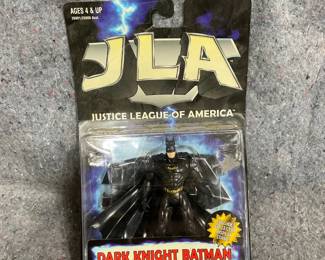 AGES 4 & UP
JLA
JUSTICE LEAGUE OF AMERICA
DARK KNIGHT BATMAN